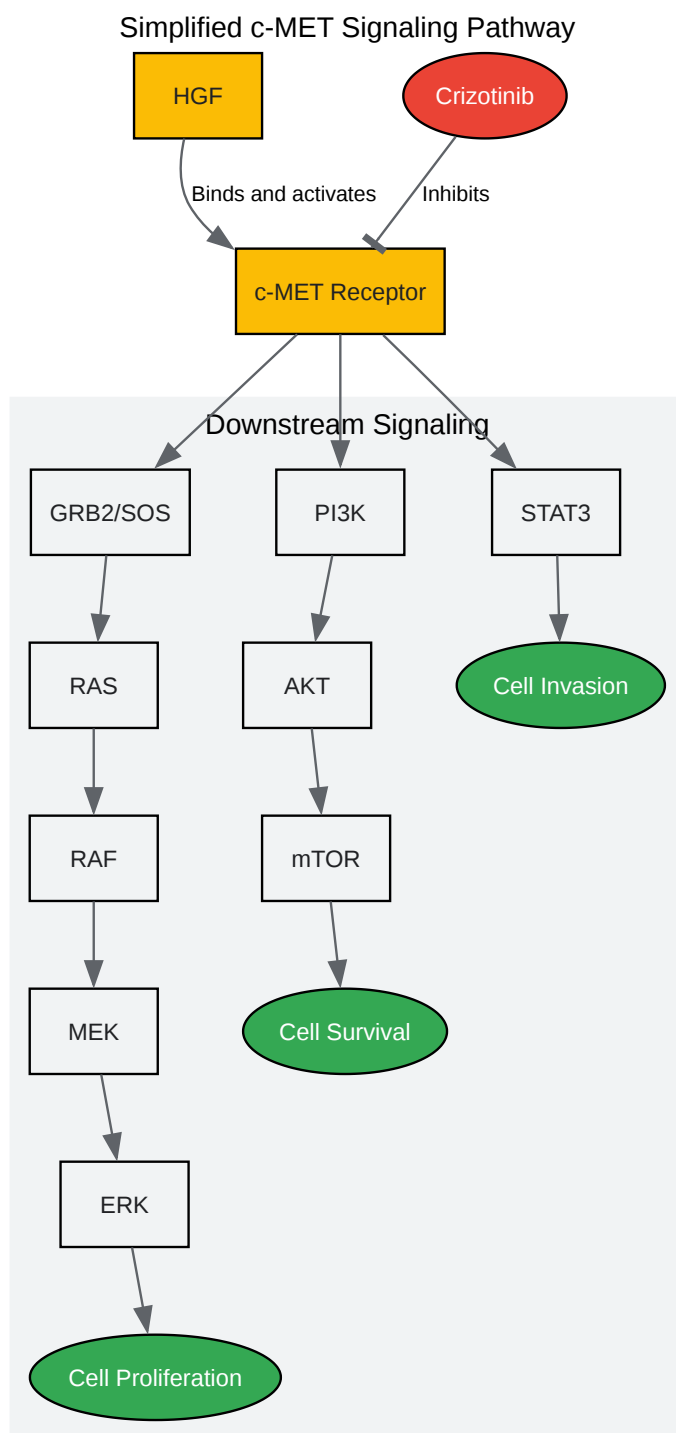 Simplified c-MET Signaling Pathway
HGF
Crizotinib
Binds and activates
Inhibits
c-MET Receptor
Downstream Signaling
GRB2/SOS
PI3K
STAT3
RAS
AKT
Cell Invasion
RAF
mTOR
MEK
Cell Survival
ERK
Cell Proliferation